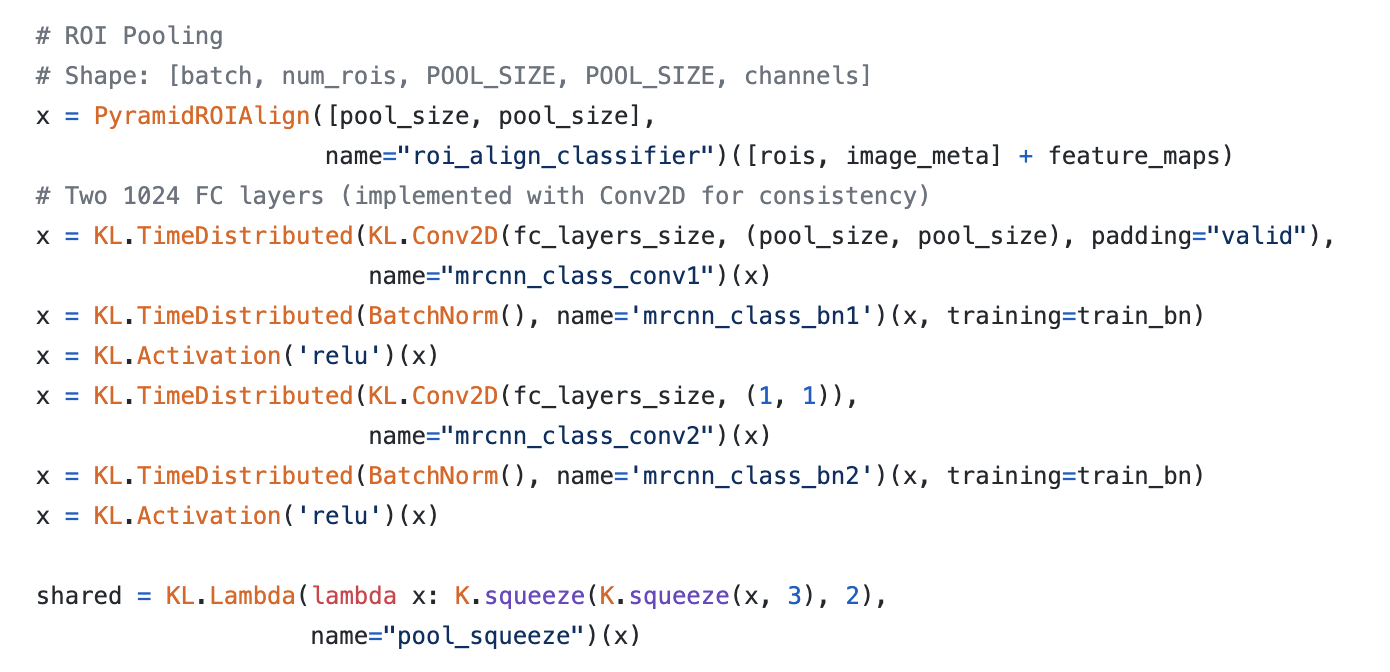 # ROI Pooling
# Shape: [batch, num_rois, POOL_SIZE, POOL_SIZE, channels]
x = PyramidROIAlign([pool_size, pool_size],
                    name="roi_align_classifier")([rois, image_meta] + feature_maps)
# Two 1024 FC layers (implemented with Conv2D for consistency)
x = KL.TimeDistributed(KL.Conv2D(fc_layers_size, (pool_size, pool_size), padding="valid"),
                       name="mrcnn_class_conv1")(x)
x = KL.TimeDistributed(BatchNorm(), name='mrcnn_class_bn1')(x, training=train_bn)
x = KL.Activation('relu')(x)
x = KL.TimeDistributed(KL.Conv2D(fc_layers_size, (1, 1)),
                       name="mrcnn_class_conv2")(x)
x = KL.TimeDistributed(BatchNorm(), name='mrcnn_class_bn2')(x, training=train_bn)
x = KL.Activation('relu')(x)

shared = KL.Lambda(lambda x: K.squeeze(K.squeeze(x, 3), 2),
                   name="pool_squeeze")(x)